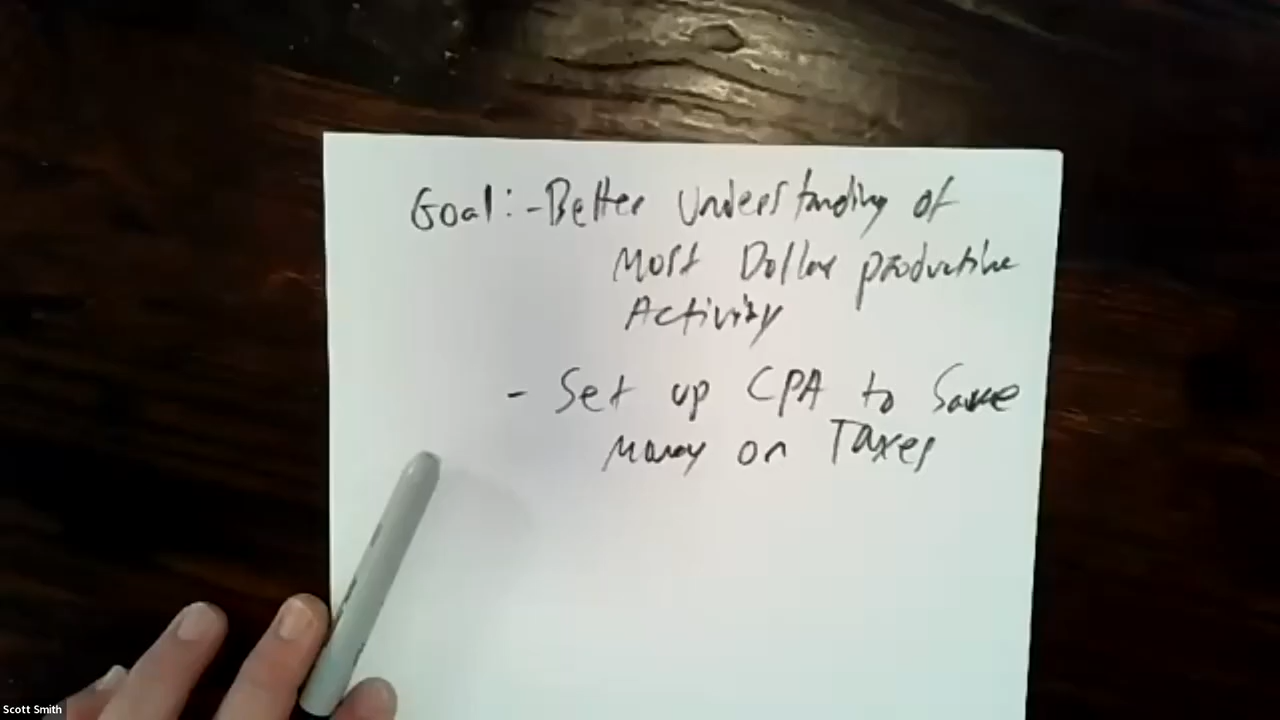 Goal: - Better Understanding of
Most Dollar productive
Activity
- Set up CPA to Save
Money on Taxes
Scott Smith